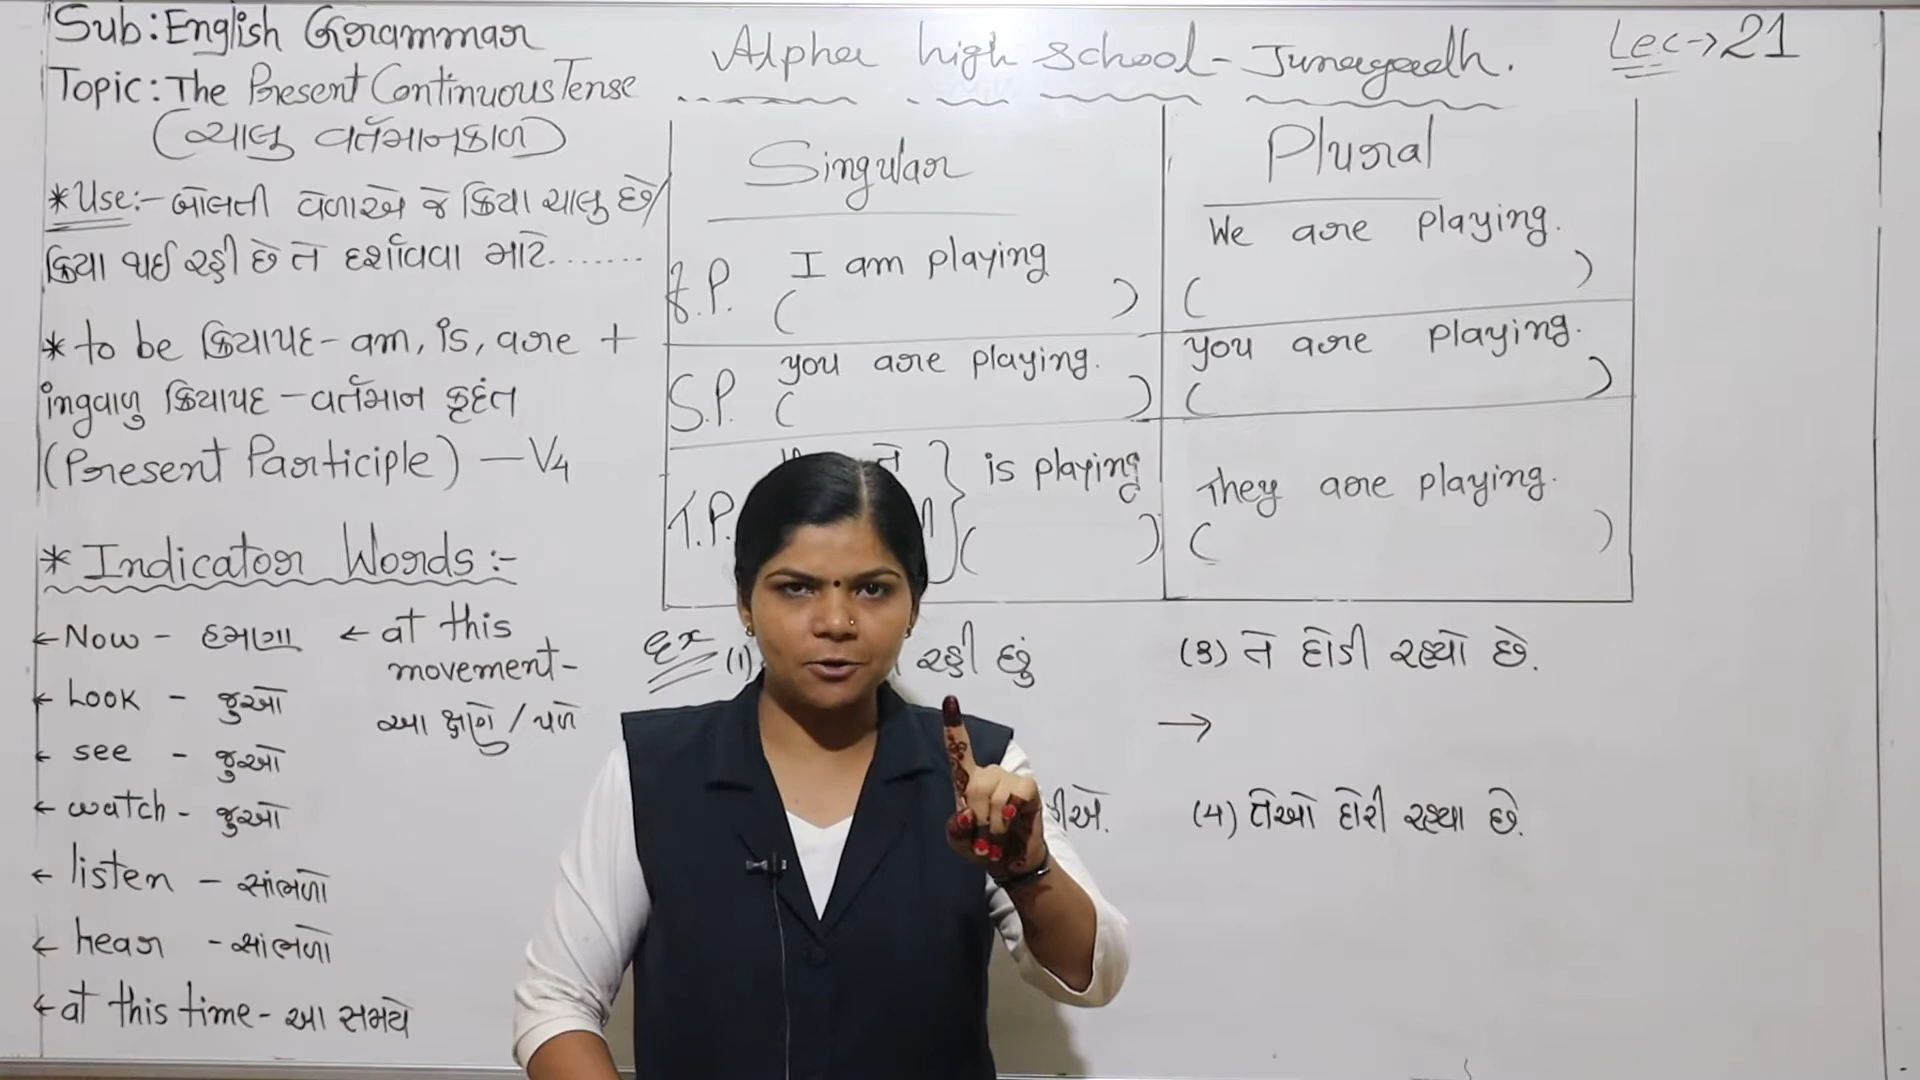 Sub: English Grammar
Topic: The Present Continuous Tense
(ચાલુ વર્તમાનકાળ)
* Use:- બોલતી વેળાએ જે ક્રિયા ચાલુ છે/
ક્રિયા થઈ રહી છે તે દર્શાવવા માટે.......
* to be ક્રિયાપદ - am, is, are +
ingવાળુ ક્રિયાપદ - વર્તમાન કૃદંત
(Present Participle) - V4
* Indicator Words:-
← Now - હમણા
← Look - જુઓ
← see - જુઓ
← watch - જુઓ
← listen - સાંભળો
← hear - સાંભળો
← at this time - આ સમયે
← at this
movement -
આ ક્ષણે / પળે
Alpha high school - Junagadh.
Lec → 21
Singular Plural
F.P. I am playing We are playing.
( ) ( )
S.P. you are playing. you are playing.
( ) ( )
T.P. } is playing They are playing.
( ) ( )
Ex (1) રહી છું
(3) તે દોડી રહ્યો છે.
→
(4) તેઓ દોરી રહ્યા છે.